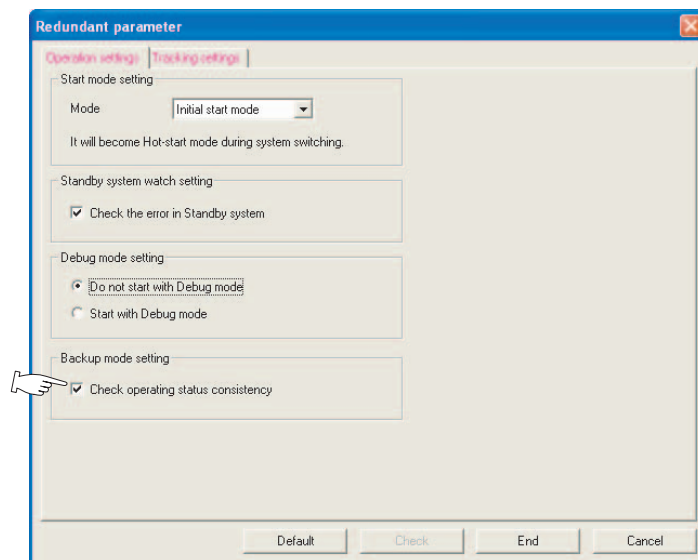 Redundant parameter
Operation settings Tracking settings
Start mode setting
Mode Initial start mode
It will become Hot-start mode during system switching.
Standby system watch setting
Check the error in Standby system
Debug mode setting
Do not start with Debug mode
Start with Debug mode
Backup mode setting
Check operating status consistency
Default Check End Cancel